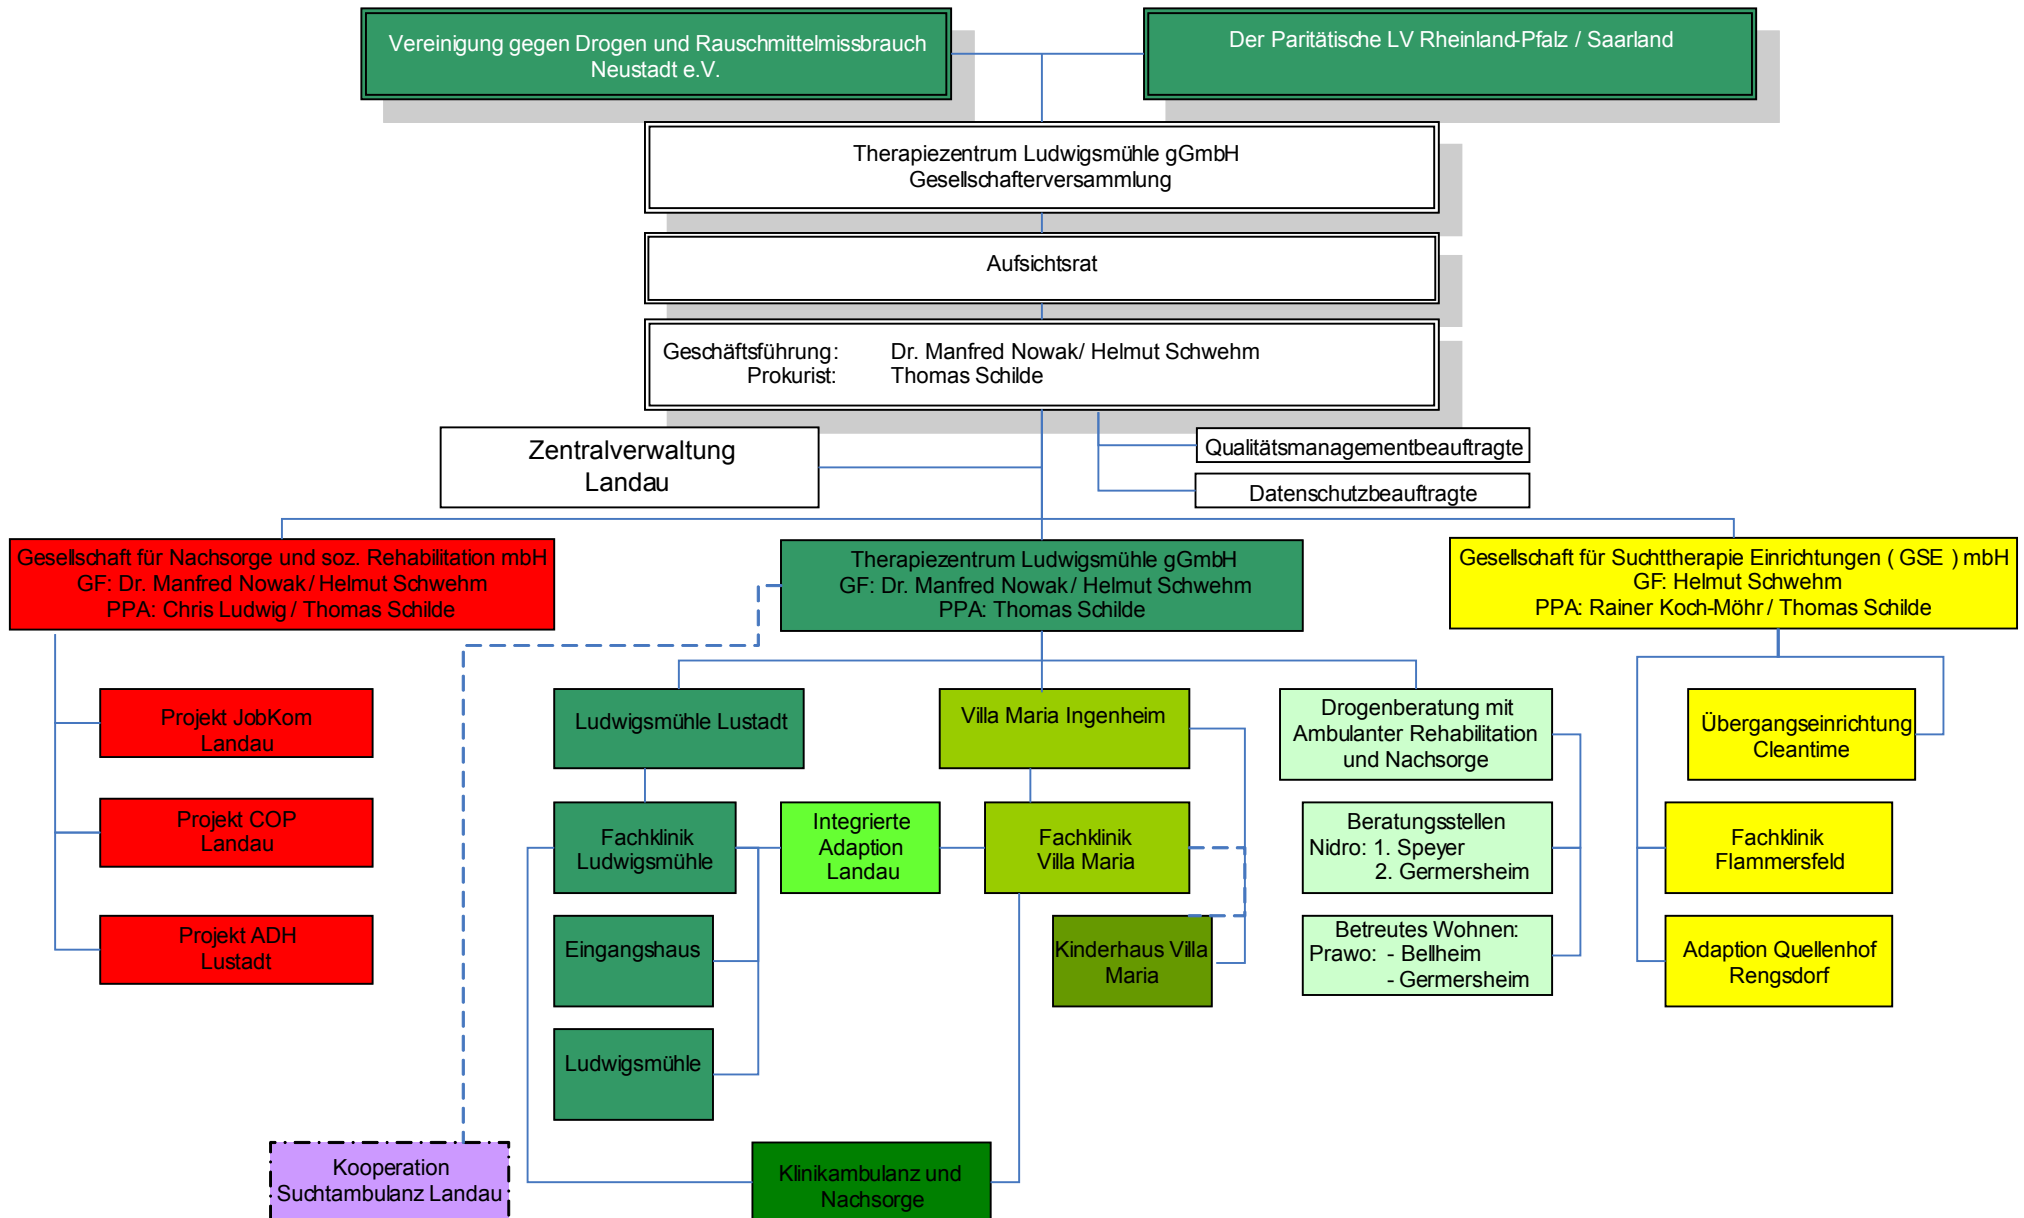 Vereinigung gegen Drogen und Rauschmittelmissbrauch
Neustadt e.V.
Der Paritätische LV Rheinland-Pfalz / Saarland
Therapiezentrum Ludwigsmühle gGmbH
Gesellschafterversammlung
Aufsichtsrat
Geschäftsführung: Dr. Manfred Nowak/ Helmut Schwehm
Prokurist: Thomas Schilde
Zentralverwaltung
Landau
Qualitätsmanagementbeauftragte
Datenschutzbeauftragte
Gesellschaft für Nachsorge und soz. Rehabilitation mbH
GF: Dr. Manfred Nowak / Helmut Schwehm
PPA: Chris Ludwig / Thomas Schilde
Therapiezentrum Ludwigsmühle gGmbH
GF: Dr. Manfred Nowak / Helmut Schwehm
PPA: Thomas Schilde
Gesellschaft für Suchttherapie Einrichtungen ( GSE ) mbH
GF: Helmut Schwehm
PPA: Rainer Koch-Möhr / Thomas Schilde
Projekt JobKom
Landau
Projekt COP
Landau
Projekt ADH
Lustadt
Ludwigsmühle Lustadt
Villa Maria Ingenheim
Drogenberatung mit
Ambulanter Rehabilitation
und Nachsorge
Übergangseinrichtung
Cleantime
Fachklinik
Ludwigsmühle
Integrierte
Adaption
Landau
Fachklinik
Villa Maria
Beratungsstellen
Nidro: 1. Speyer
2. Germersheim
Fachklinik
Flammersfeld
Eingangshaus
Kinderhaus Villa
Maria
Betreutes Wohnen:
Prawo: - Bellheim
- Germersheim
Adaption Quellenhof
Rengsdorf
Ludwigsmühle
Kooperation
Suchtambulanz Landau
Klinikambulanz und
Nachsorge